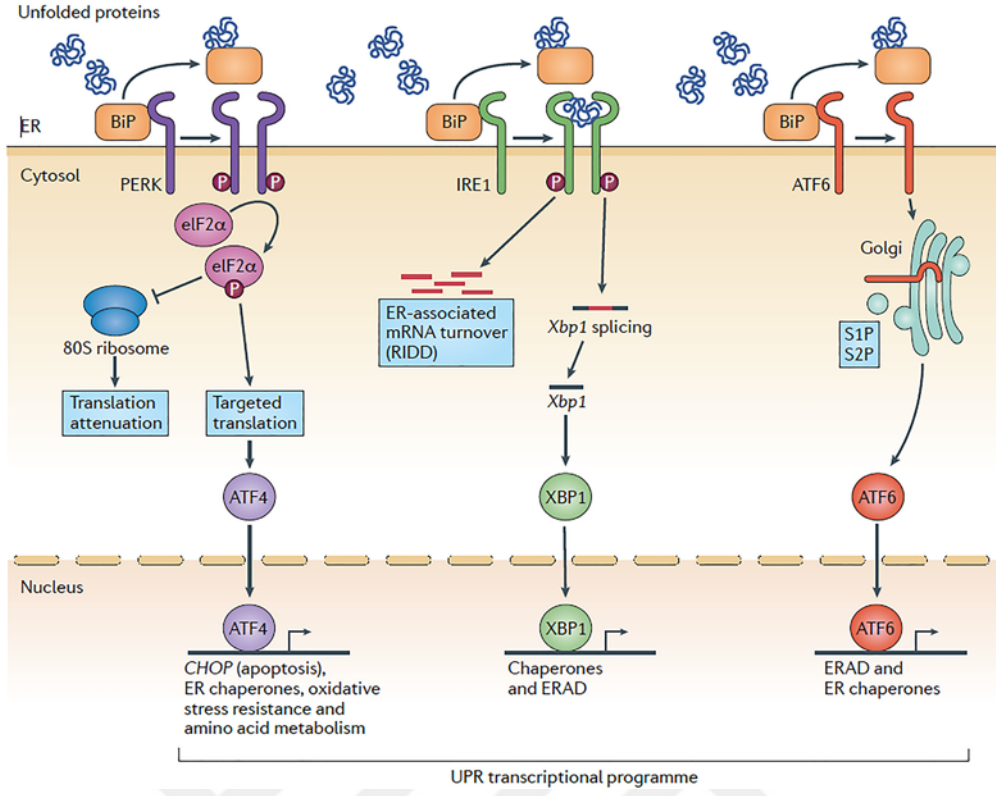 Unfolded proteins
BiP
BiP
BiP
ER
Cytosol
PERK
P
P
IRE1
P
P
ATF6
eIF2α
eIF2α
P
Golgi
80S ribosome
ER-associated
mRNA turnover
(RIDD)
Xbp1 splicing
S1P
S2P
Translation
attenuation
Targeted
translation
Xbp1
ATF4
XBP1
ATF6
Nucleus
ATF4
XBP1
ATF6
CHOP (apoptosis),
ER chaperones, oxidative
stress resistance and
amino acid metabolism
Chaperones
and ERAD
ERAD and
ER chaperones
UPR transcriptional programme